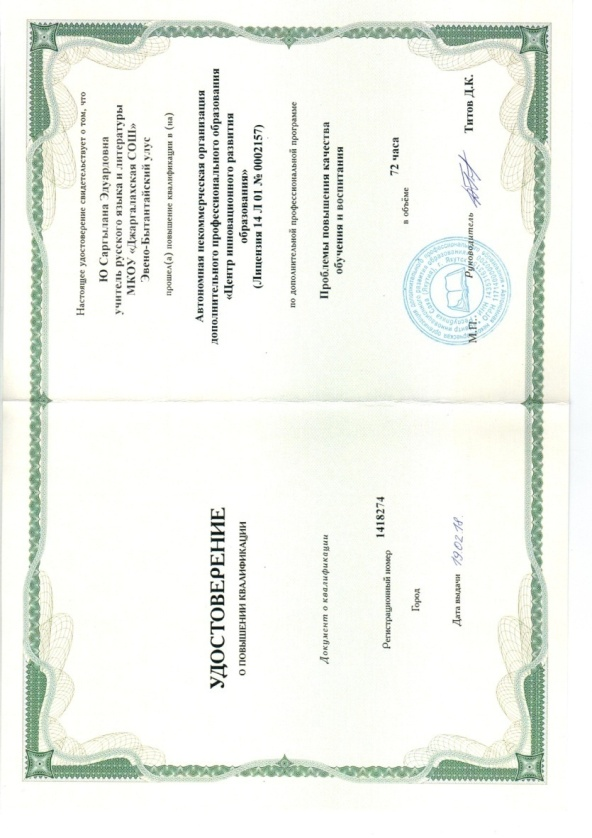 УДОСТОВЕРЕНИЕ
О ПОВЫШЕНИИ КВАЛИФИКАЦИИ
Документ о квалификации
Регистрационный номер 1418274
Город
Дата выдачи 19.02.18.
Настоящее удостоверение свидетельствует о том, что
Ю Саргылана Эдуардовна
учитель русского языка и литературы
МКОУ «Джаргалахская СОШ»
Эвено-Бытантайский улус
прошел(а) повышение квалификации в (на)
Автономная некоммерческая организация
дополнительного профессионального образования
«Центр инновационного развития
образования»
(Лицензия 14 Л 01 № 0002157)
по дополнительной профессиональной программе
Проблемы повышения качества
обучения и воспитания
в объёме 72 часа
М.П. Руководитель Титов Д.К.